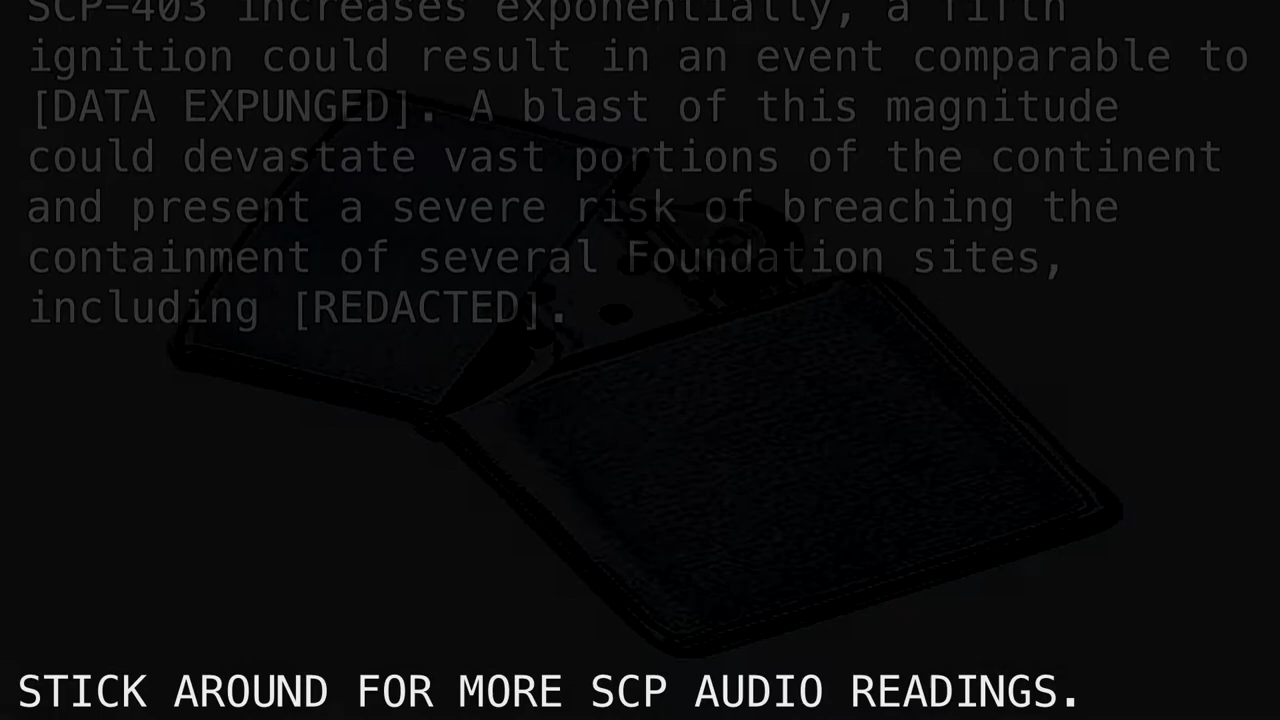 SCP-403 increases exponentially, a fifth
ignition could result in an event comparable to
[DATA EXPUNGED]. A blast of this magnitude
could devastate vast portions of the continent
and present a severe risk of breaching the
containment of several Foundation sites,
including [REDACTED].
STICK AROUND FOR MORE SCP AUDIO READINGS.